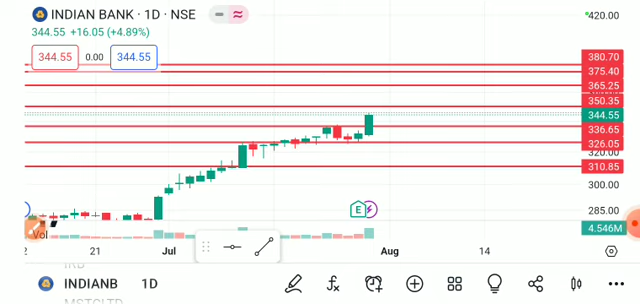 INDIAN BANK · 1D · NSE
344.55 +16.05 (+4.89%)
344.55 0.00 344.55
420.00
380.70
375.40
365.25
350.35
344.55
336.65
326.05
320.00
310.85
300.00
285.00
4.546M
E
Vol
21 Jul Aug 14
INDIANB 1D